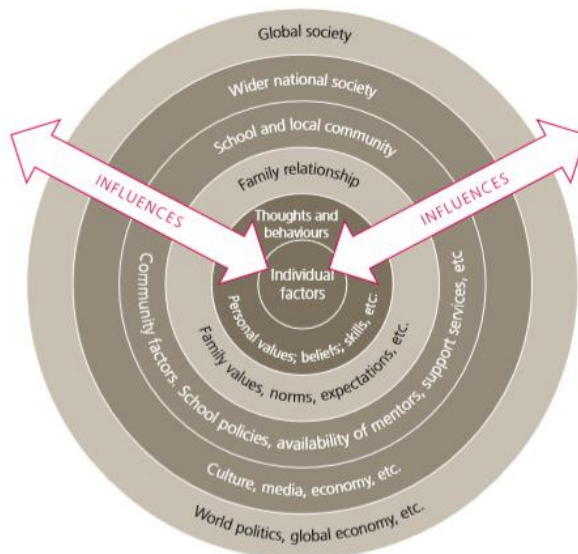 Global society
Wider national society
School and local community
Family relationship
Thoughts and
behaviours
Individual
factors
INFLUENCES
INFLUENCES
Personal values; beliefs; skills, etc.
Family values, norms, expectations, etc.
Community factors. School policies, availability of mentors, support services, etc
Culture, media, economy, etc.
World politics, global economy, etc.